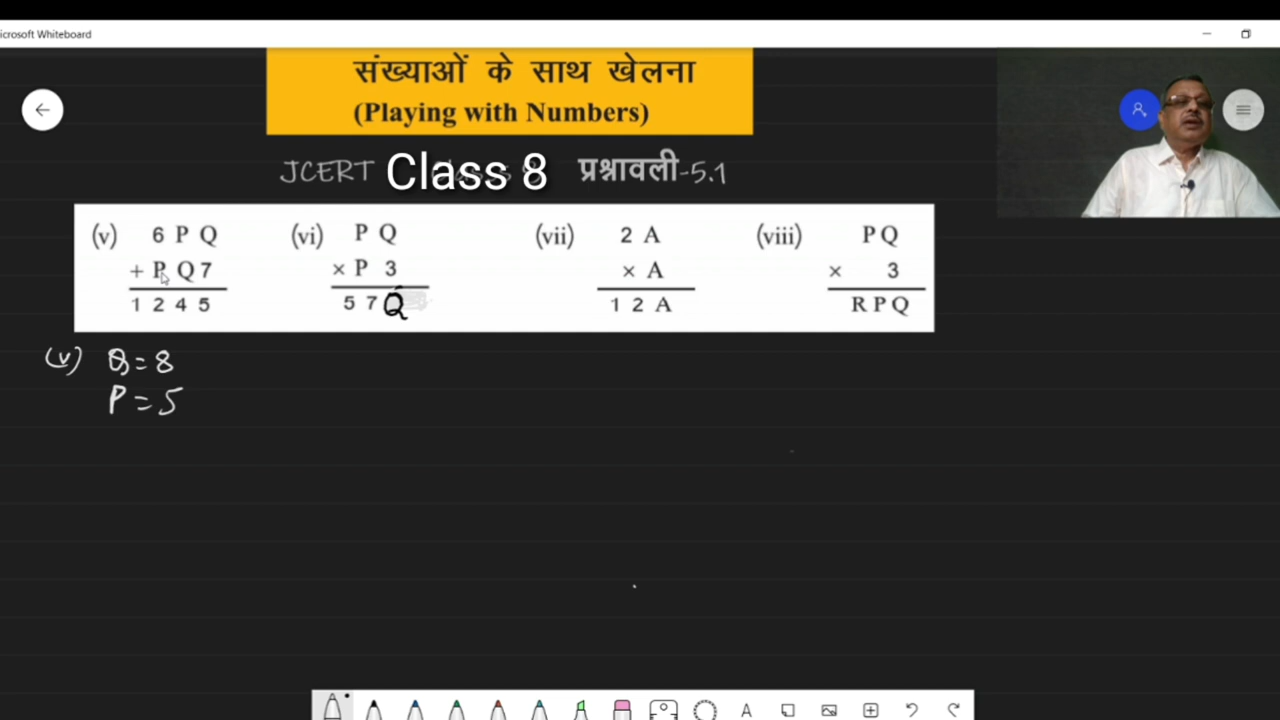 icrosoft Whiteboard
संख्याओं के साथ खेलना
(Playing with Numbers)
JCERT Class 8 प्रश्नावली-5.1
(v) 6 P Q (vi) P Q (vii) 2 A (viii) P Q
+ P Q 7 × P 3 × A × 3
1 2 4 5 5 7 Q 1 2 A R P Q
(v) Q = 8
P = 5